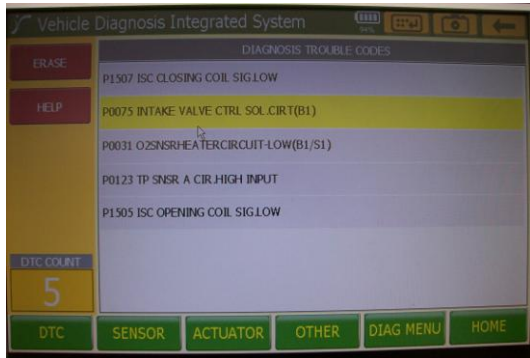 Vehicle Diagnosis Integrated System
94%
DIAGNOSIS TROUBLE CODES
ERASE
HELP
P1507 ISC CLOSING COIL SIG.LOW
P0075 INTAKE VALVE CTRL SOL.CIRT(B1)
P0031 O2SNSRHEATERCIRCUIT-LOW(B1/S1)
P0123 TP SNSR A CIR.HIGH INPUT
P1505 ISC OPENING COIL SIG.LOW
DTC COUNT
5
DTC SENSOR ACTUATOR OTHER DIAG MENU HOME